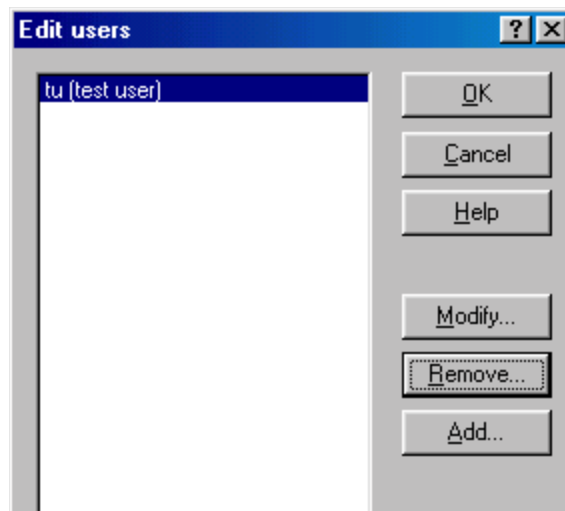 Edit users
tu (test user)
OK
Cancel
Help
Modify...
Remove...
Add...